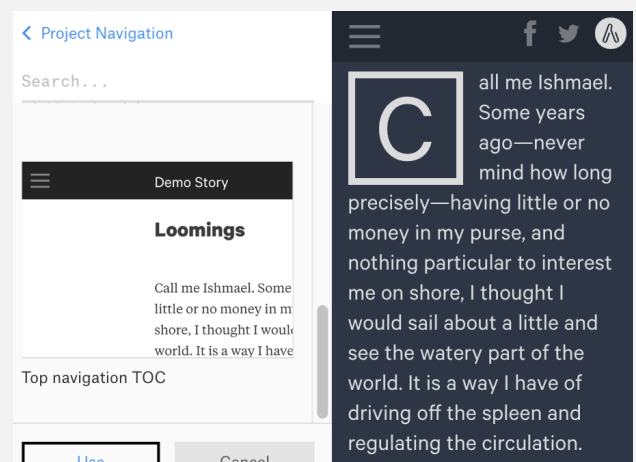 Project Navigation
Search...
Demo Story
Loomings
Call me Ishmael. Some
little or no money in m
shore, I thought I woul
world. It is a way I have
Top navigation TOC
Use
Cancel
f
Call me Ishmael.
Some years
ago—never
mind how long
precisely—having little or no
money in my purse, and
nothing particular to interest
me on shore, I thought I
would sail about a little and
see the watery part of the
world. It is a way I have of
driving off the spleen and
regulating the circulation.